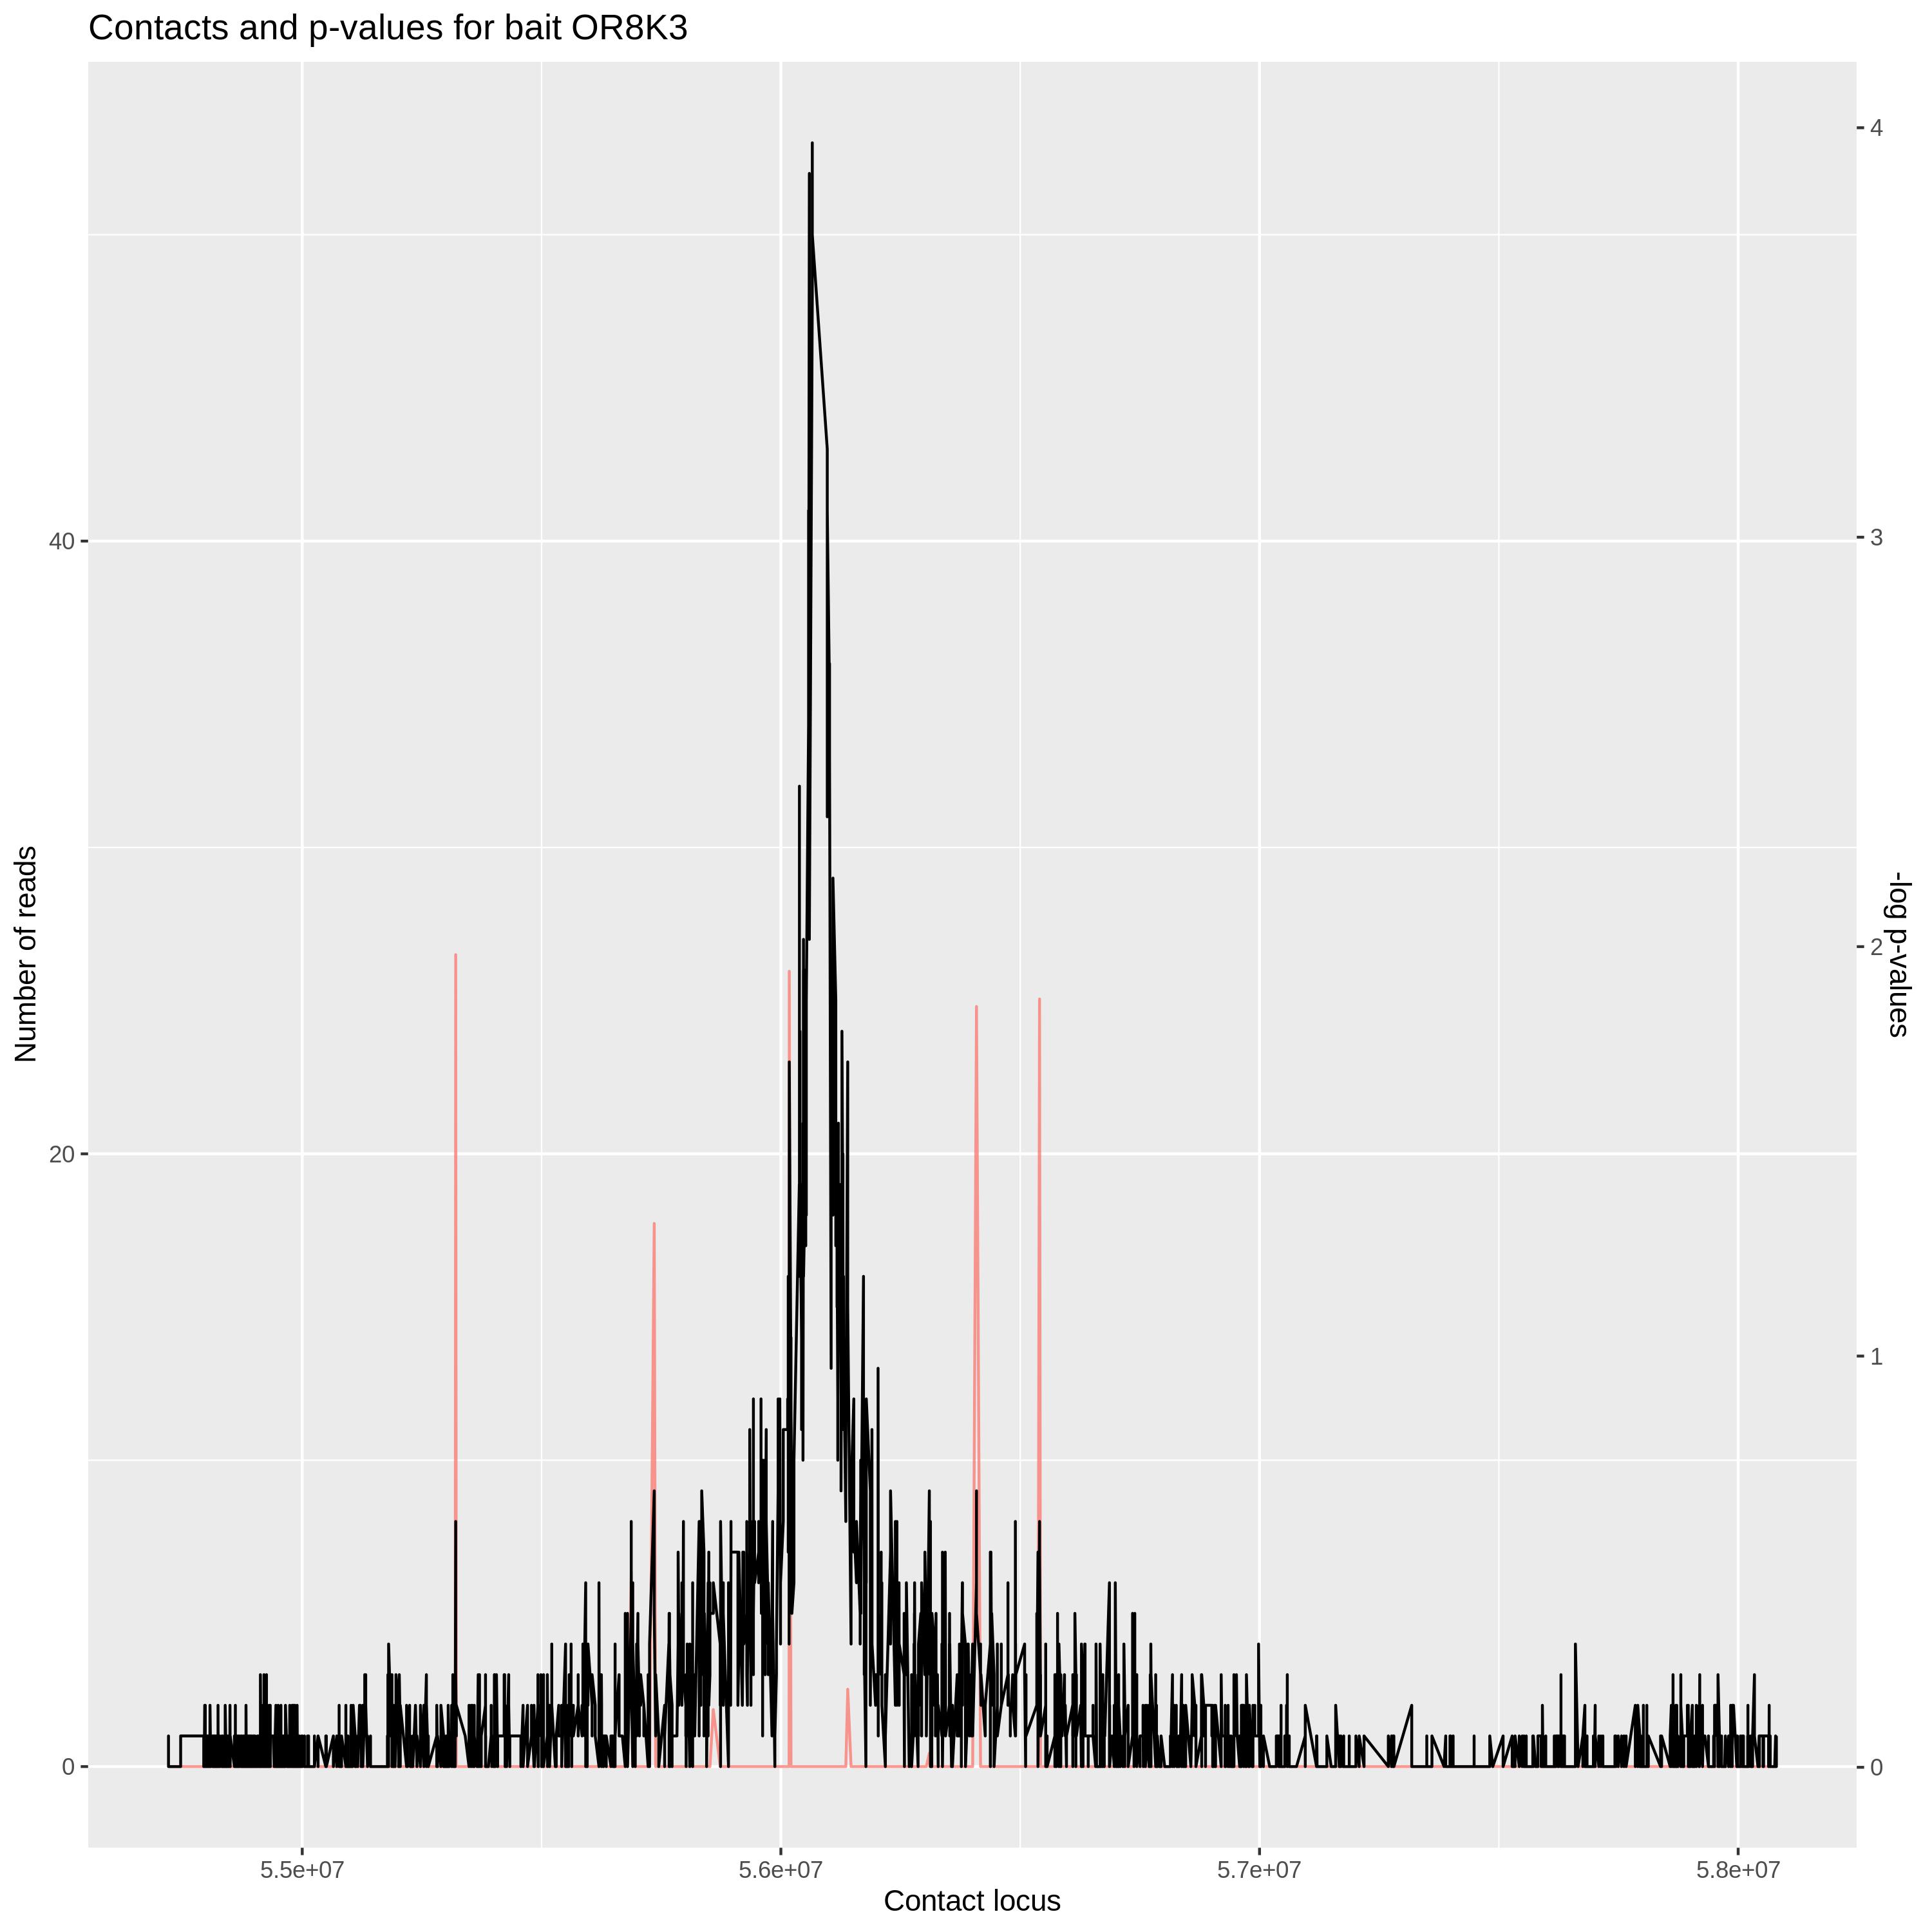 Contacts and p-values for bait OR8K3
Number of reads
40
20
0
4
3
2
1
0
-log p-values
5.5e+07 5.6e+07 5.7e+07 5.8e+07
Contact locus